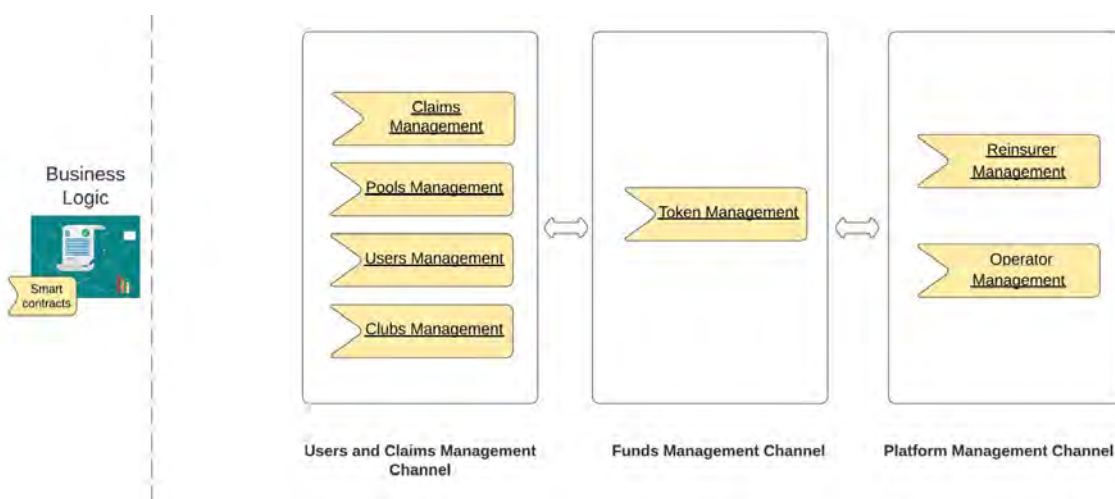 Business
Logic
Smart
contracts
Claims
Management
Pools Management
Users Management
Clubs Management
Users and Claims Management
Channel
Token Management
Funds Management Channel
Reinsurer
Management
Operator
Management
Platform Management Channel